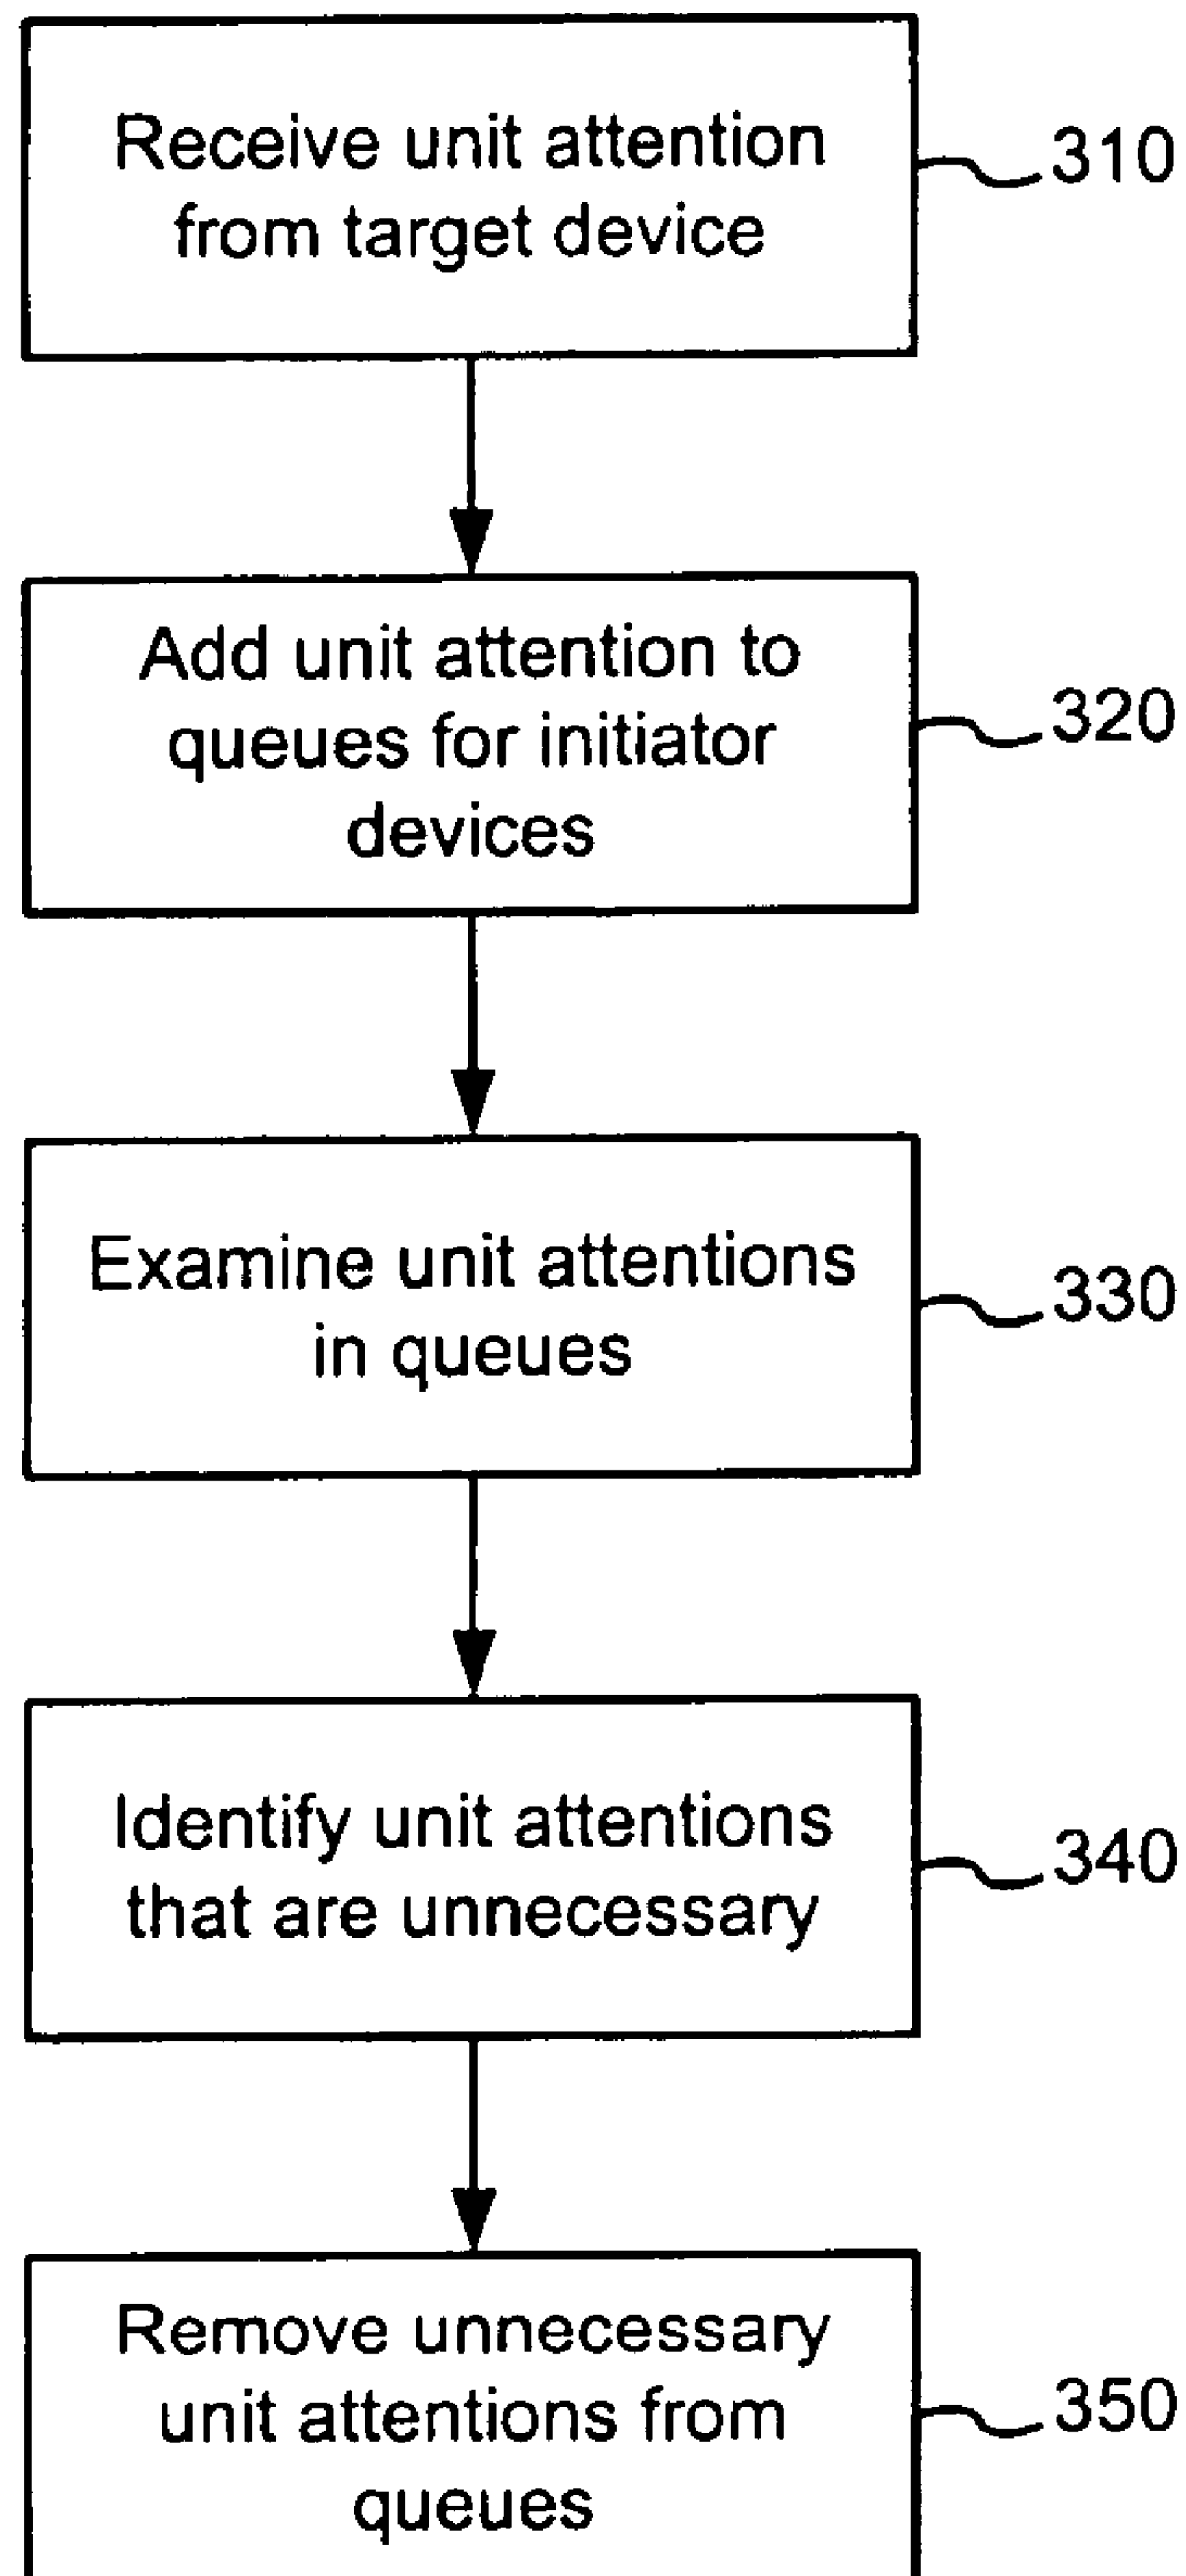 Receive unit attention
from target device
310
Add unit attention to
queues for initiator
devices
320
Examine unit attentions
in queues
330
Identify unit attentions
that are unnecessary
340
Remove unnecessary
unit attentions from
queues
350